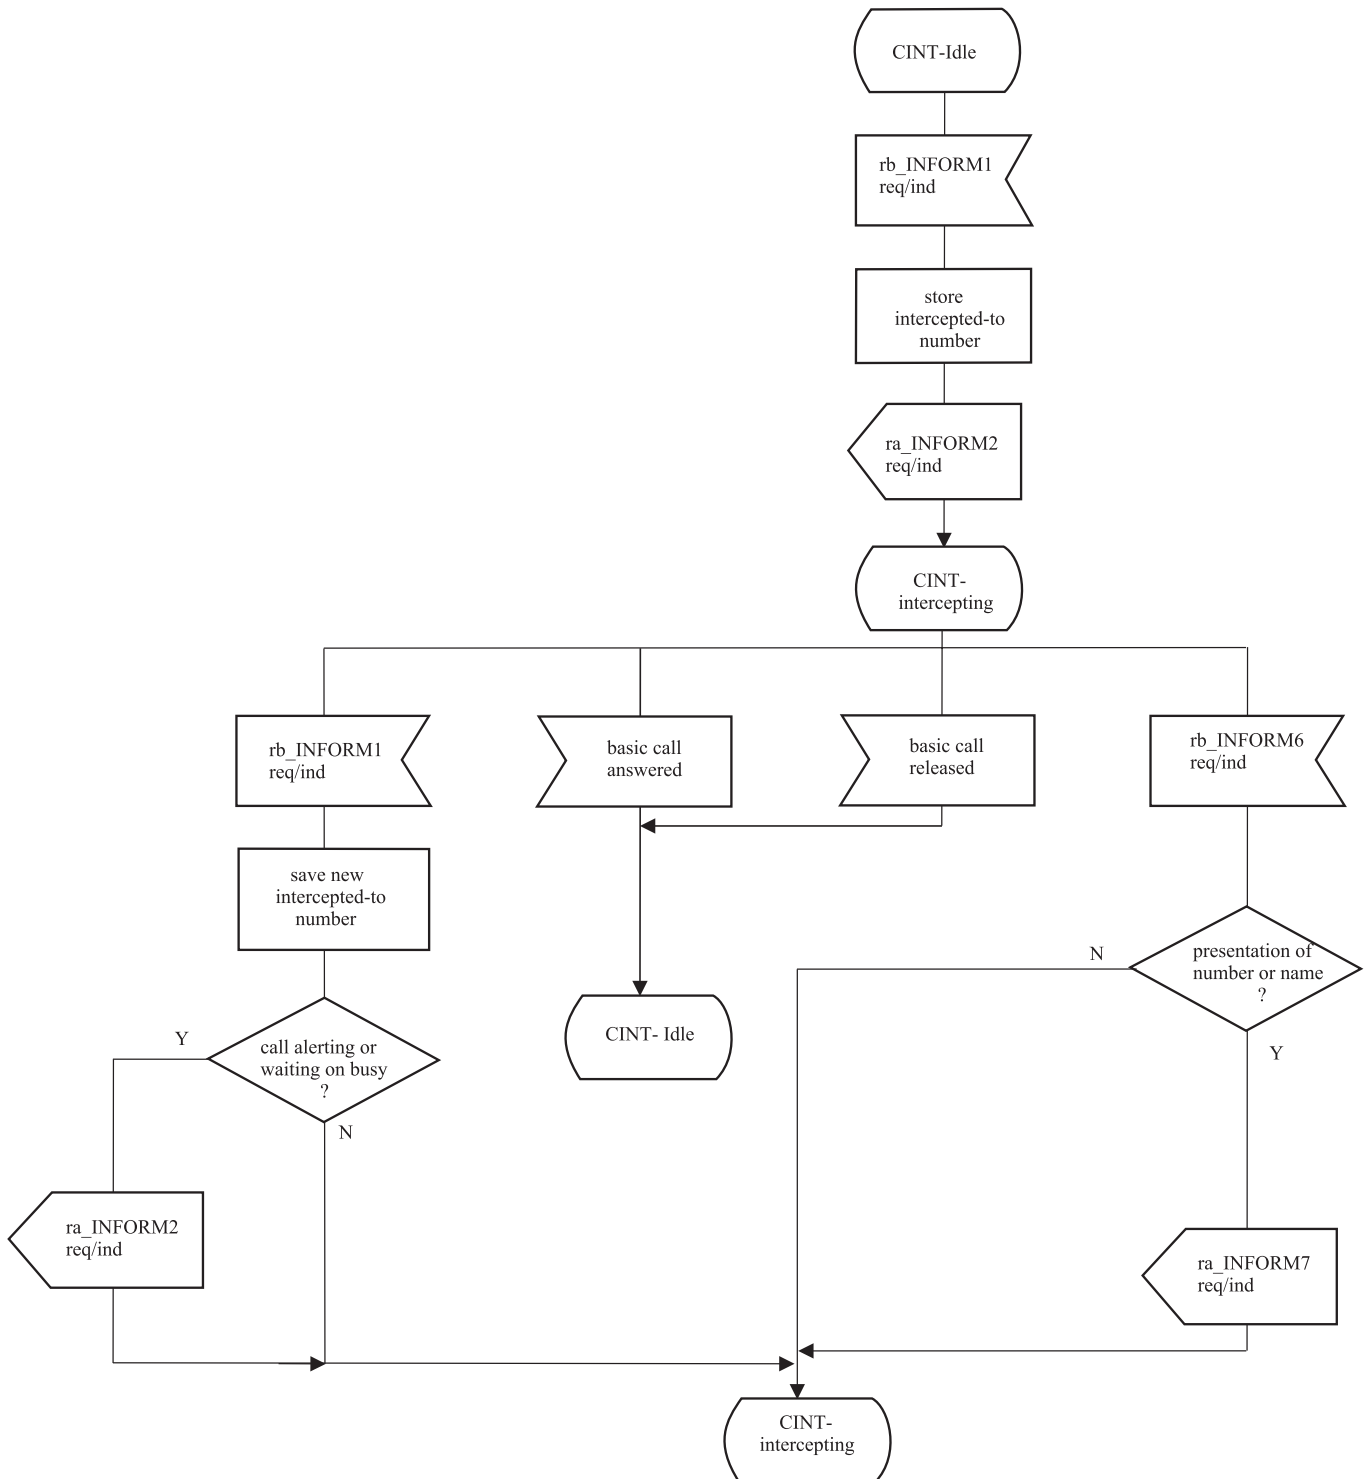 CINT-Idle
rb_INFORM1
req/ind
store
intercepted-to
number
ra_INFORM2
req/ind
CINT-
intercepting
rb_INFORM1
req/ind
basic call
answered
basic call
released
rb_INFORM6
req/ind
save new
intercepted-to
number
N
presentation of
number or name
?
Y
call alerting or
waiting on busy
?
Y
N
CINT- Idle
ra_INFORM2
req/ind
ra_INFORM7
req/ind
CINT-
intercepting